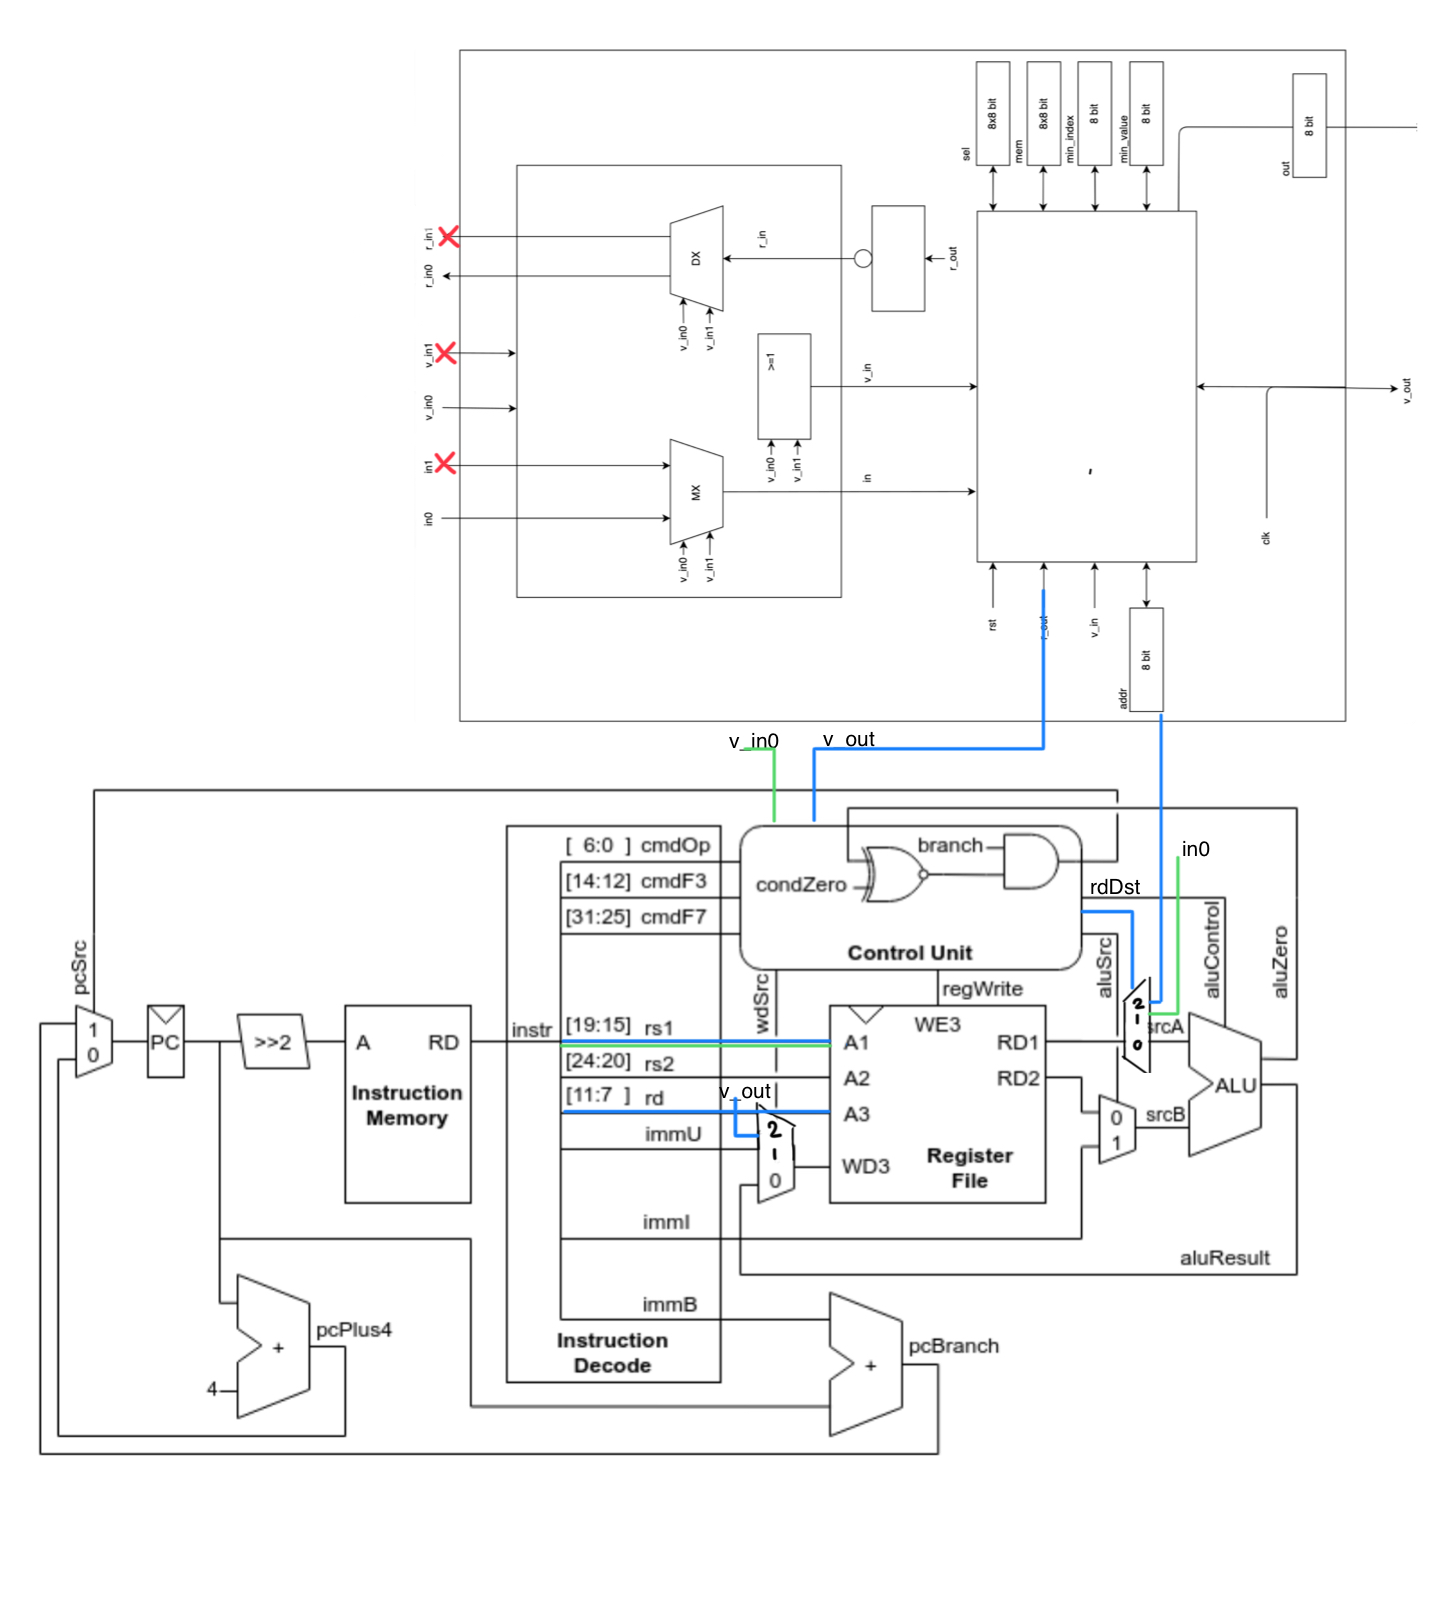 8x8 bit
sel
8x8 bit
mem
8 bit
min_index
8 bit
min_value
8 bit
out
r_in1
r_in0
DX
r_in
r_out
v_in0
v_in1
v_in1
v_in0
>=1
v_in
v_out
v_in0
v_in1
in1
in0
MX
in
v_in0
v_in1
clk
rst
r_out
v_in
8 bit
addr
v_in0
v_out
[ 6:0 ] cmdOp
[14:12] cmdF3
[31:25] cmdF7
branch
condZero
Control Unit
in0
rdDst
pcSrc
wdSrc
regWrite
aluSrc
aluControl
aluZero
1
0
PC
>>2
A RD
Instruction
Memory
instr
[19:15] rs1
[24:20] rs2
[11:7 ] rd
v_out
immU
2
1
0
A1
A2
A3
WD3
WE3
RD1
RD2
Register
File
2
1
0
srcA
0
1
srcB
ALU
immI
aluResult
immB
Instruction
Decode
pcPlus4
+
4
pcBranch
+